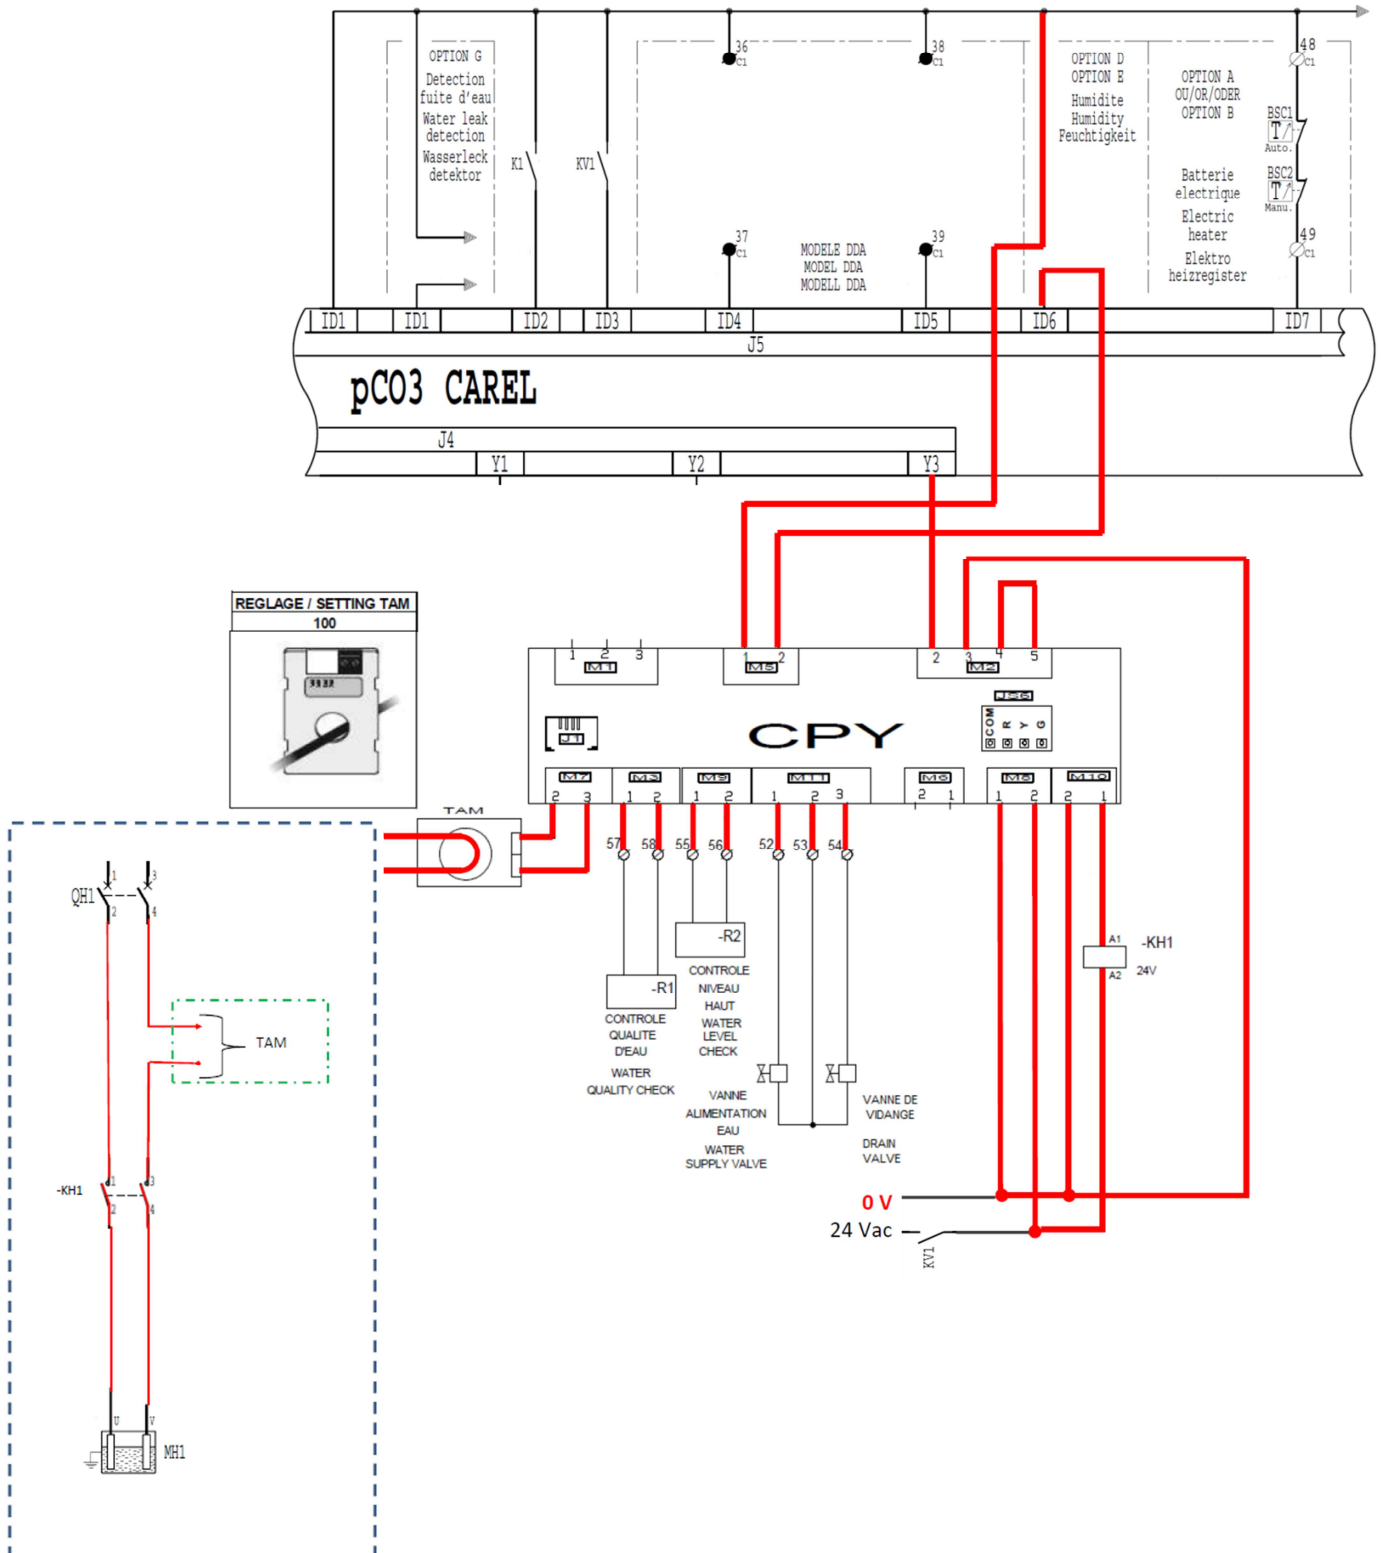 OPTION G
Detection
fuite d'eau
Water leak
detection
Wasserleck
detektor
K1
KV1
36
C1
37
C1
38
C1
39
C1
MODELE DDA
MODEL DDA
MODELL DDA
OPTION D
OPTION E
Humidite
Humidity
Feuchtigkeit
OPTION A
OU/OR/ODER
OPTION B
Batterie
electrique
Electric
heater
Elektro
heizregister
48
C1
BSC1
T
Auto.
BSC2
T
Manu.
49
C1
ID1
ID1
ID2
ID3
ID4
ID5
ID6
ID7
J5
pCO3 CAREL
J4
Y1
Y2
Y3
REGLAGE / SETTING TAM
100
1 2 3
M1
1 2
M5
2 3 4 5
M2
JS6
COM R Y G
J1
CPY
M7
2 3
M3
1 2
M9
1 2
M11
1 2 3
M6
2 1
M8
1 2
M10
2 1
TAM
57 58 55 56 52 53 54
-R1
CONTROLE
QUALITE
D'EAU
WATER
QUALITY CHECK
-R2
CONTROLE
NIVEAU
HAUT
WATER
LEVEL
CHECK
VANNE
ALIMENTATION
EAU
WATER
SUPPLY VALVE
VANNE DE
VIDANGE
DRAIN
VALVE
A1
-KH1
A2
24V
0 V
24 Vac
KV1
QH1
1 3
2 4
TAM
-KH1
1 3
2 4
U V
MH1